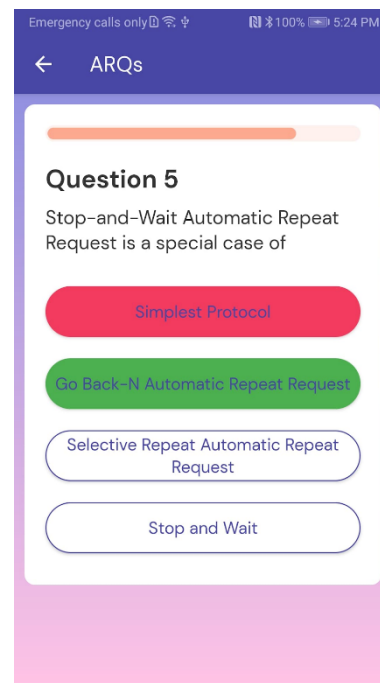 Emergency calls only 100% 5:24 PM
ARQs
Question 5
Stop-and-Wait Automatic Repeat
Request is a special case of
Simplest Protocol
Go Back-N Automatic Repeat Request
Selective Repeat Automatic Repeat
Request
Stop and Wait